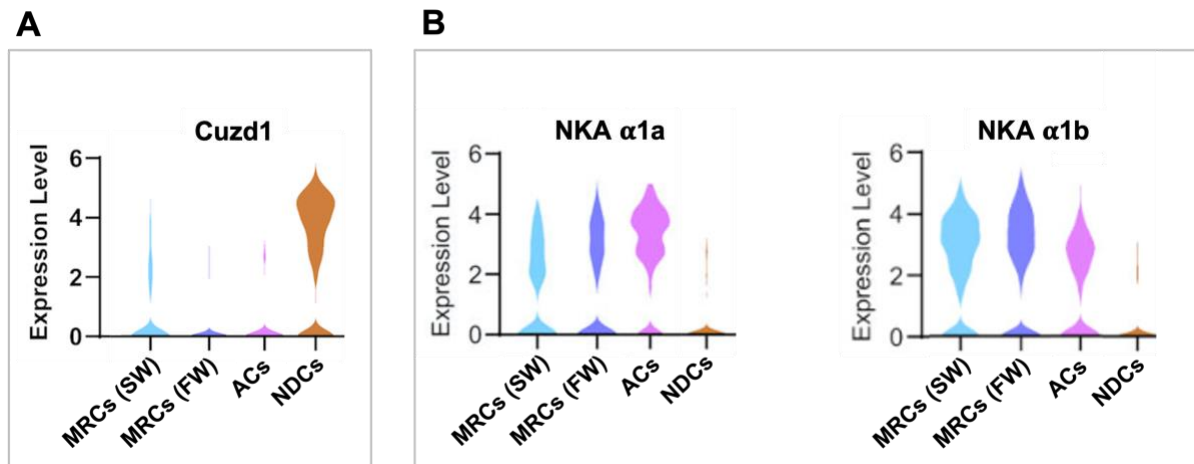 A
B
Cuzd1
Expression Level
6
4
2
0
MRCs (SW)
MRCs (FW)
ACs
NDCs
NKA α1a
Expression Level
6
4
2
0
MRCs (SW)
MRCs (FW)
ACs
NDCs
NKA α1b
Expression Level
6
4
2
0
MRCs (SW)
MRCs (FW)
ACs
NDCs